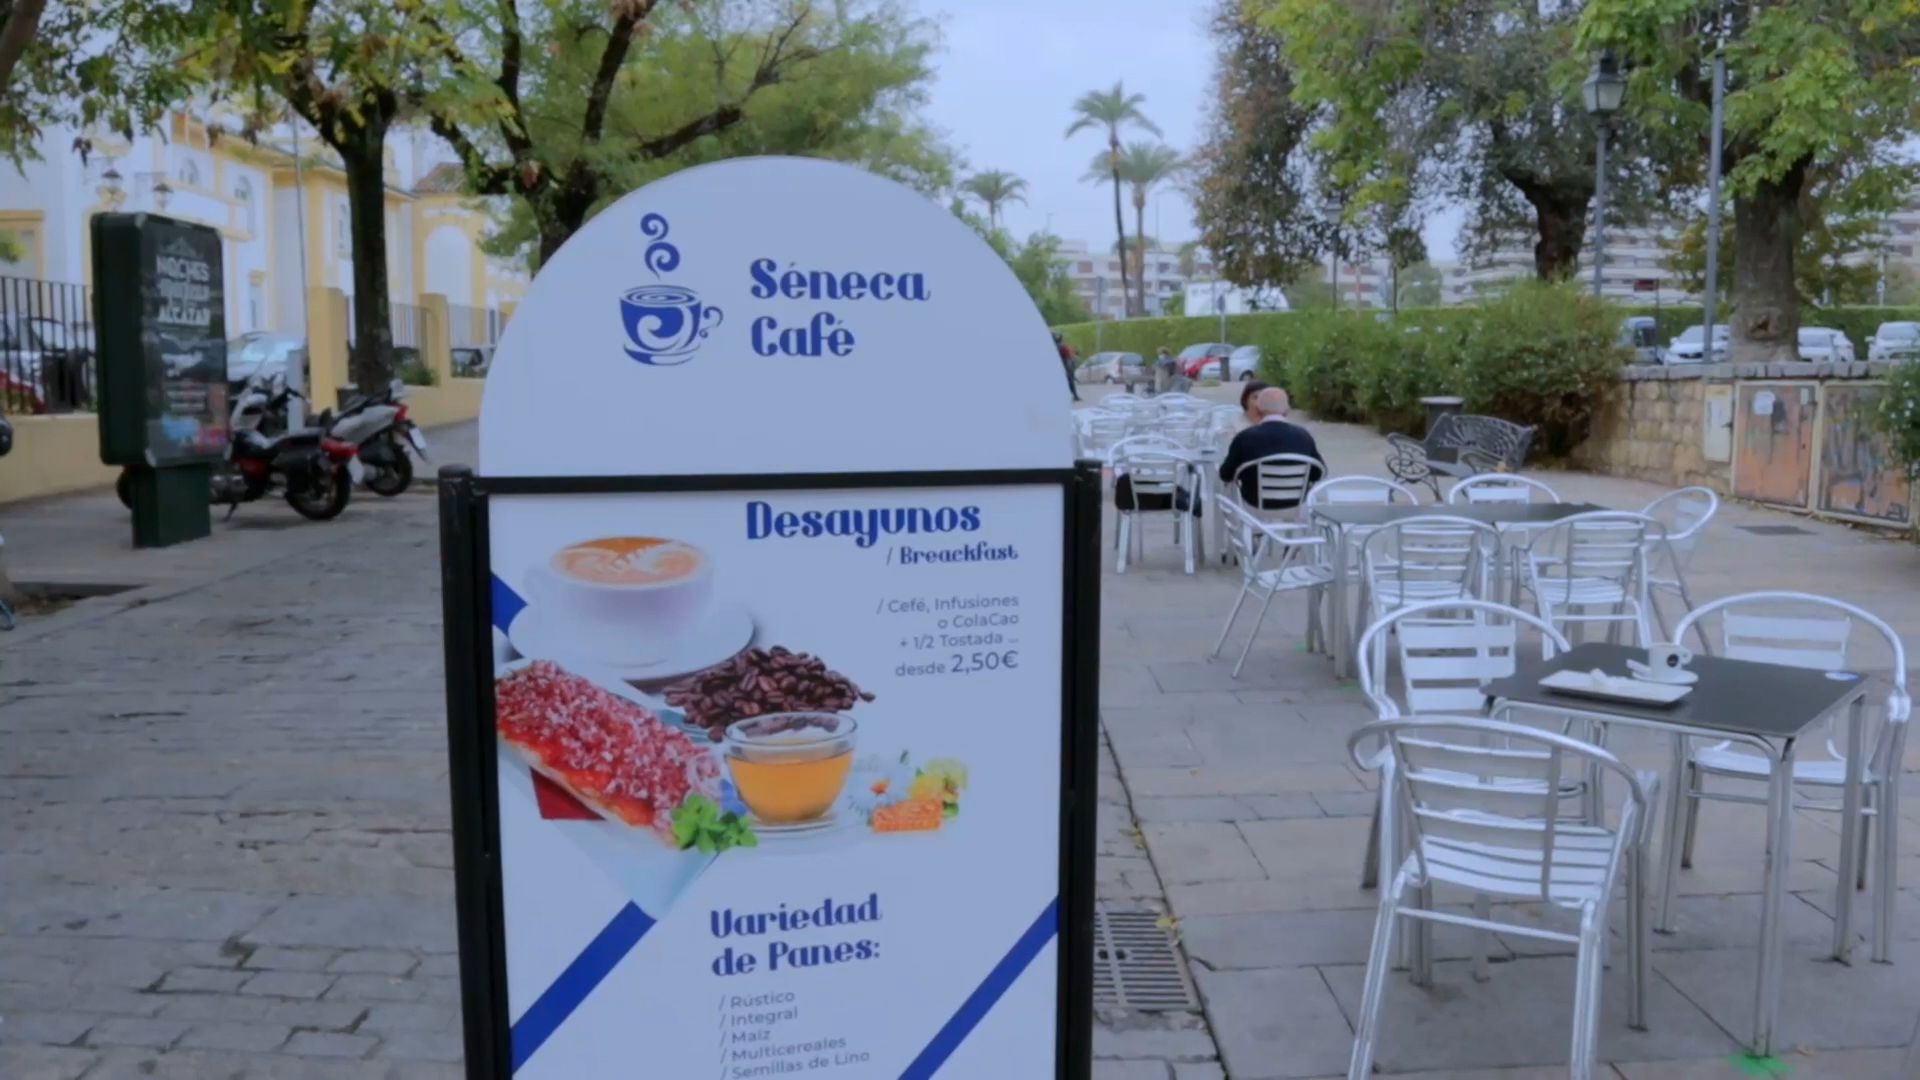 Séneca
Café
Desayunos
/ Breackfast
/ Cefé, Infusiones
o ColaCao
+ 1/2 Tostada ...
desde 2,50€
Variedad
de Panes:
/ Rústico
/ Integral
/ Maíz
/ Multicereales
/ Semillas de Lino
NOCHES
ALCÁZAR